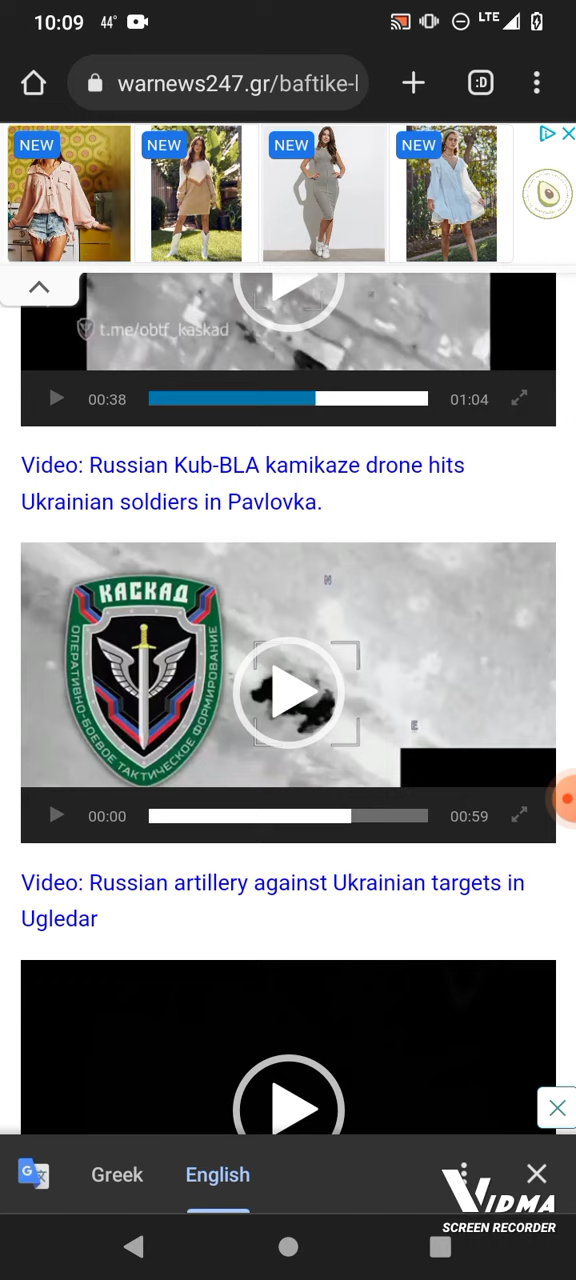 10:09 44° LTE
warnews247.gr/baftike-l
:D
NEW NEW NEW NEW
t.me/obtf_kaskad
00:38 01:04
Video: Russian Kub-BLA kamikaze drone hits
Ukrainian soldiers in Pavlovka.
N
КАСКАД
ОПЕРАТИВНО-БОЕВОЕ ТАКТИЧЕСКОЕ ФОРМИРОВАНИЕ
E
00:00 00:59
Video: Russian artillery against Ukrainian targets in
Ugledar
G Greek English
VIDMA
SCREEN RECORDER